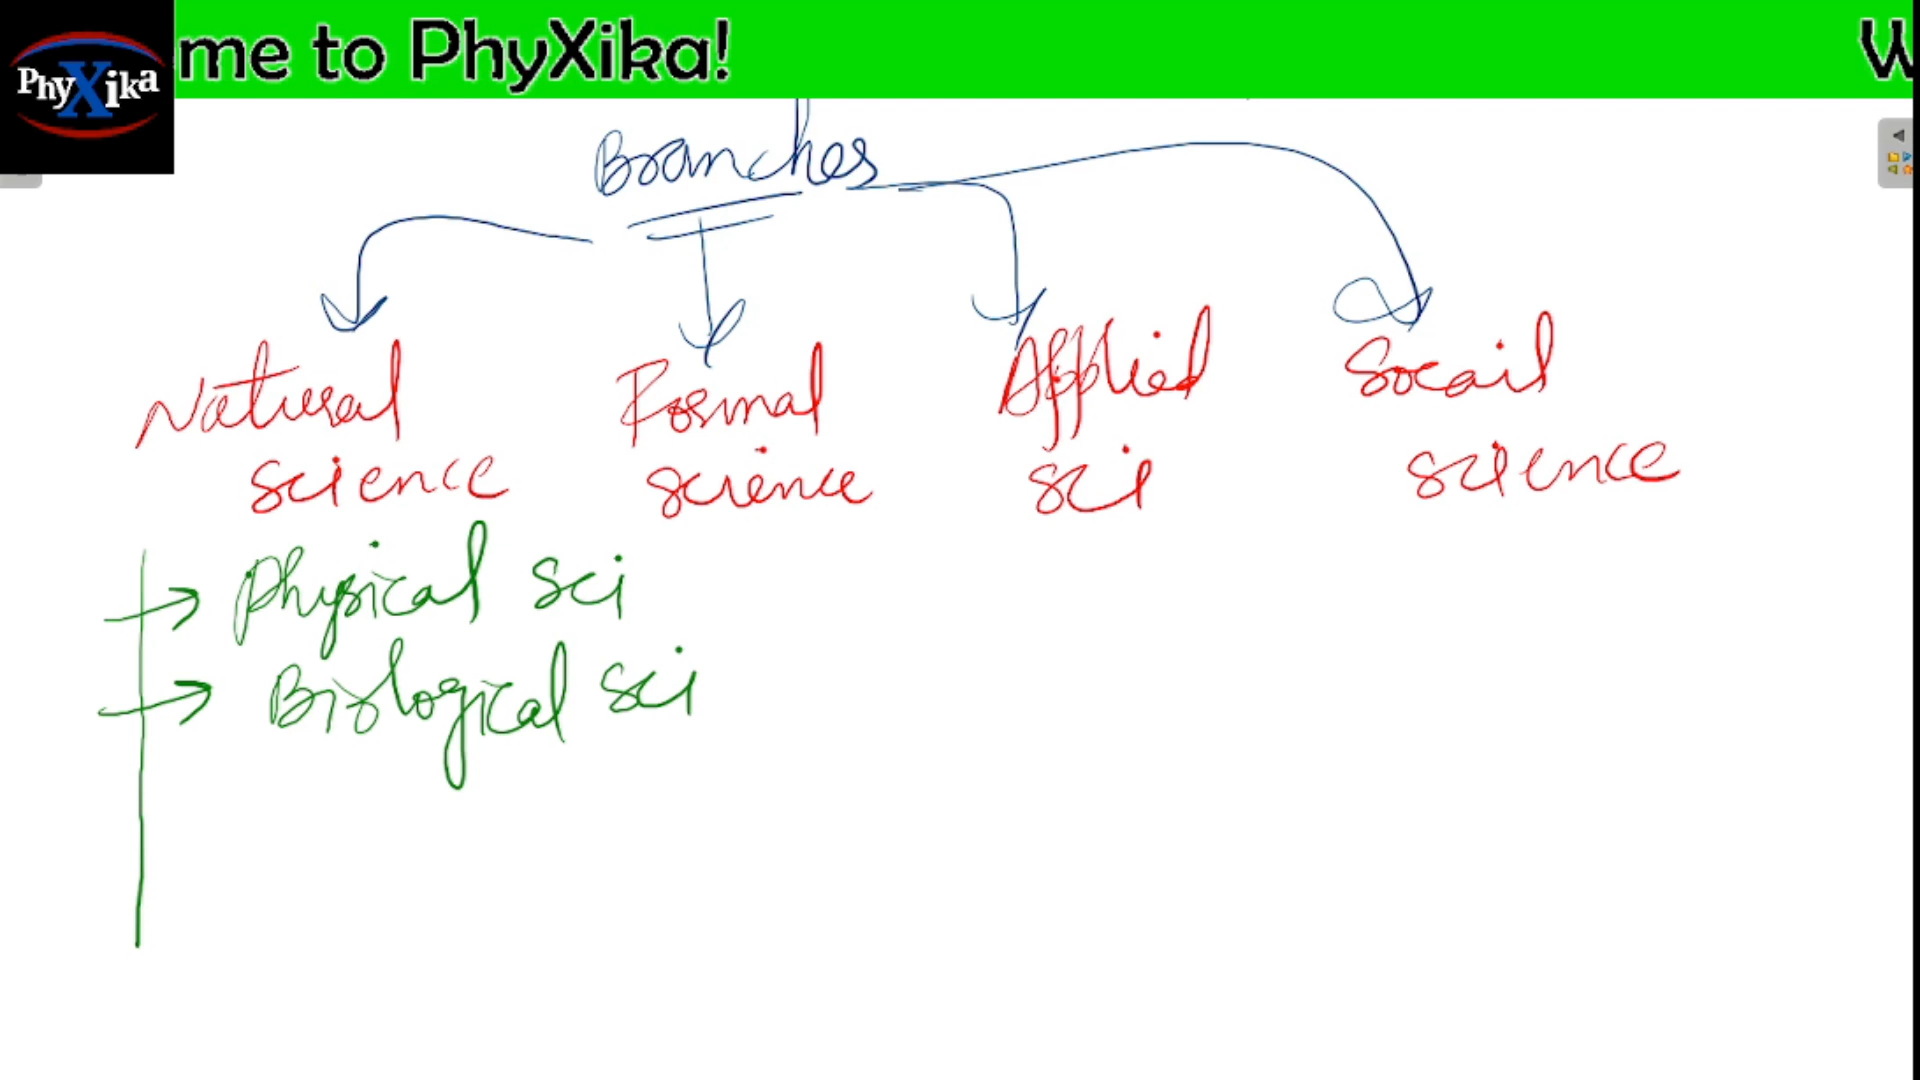 me to PhyXika!
W
PhyXika
Branches
Natural science
Formal science
Applied sci
Socail science
→ Physical sci
→ Biological sci